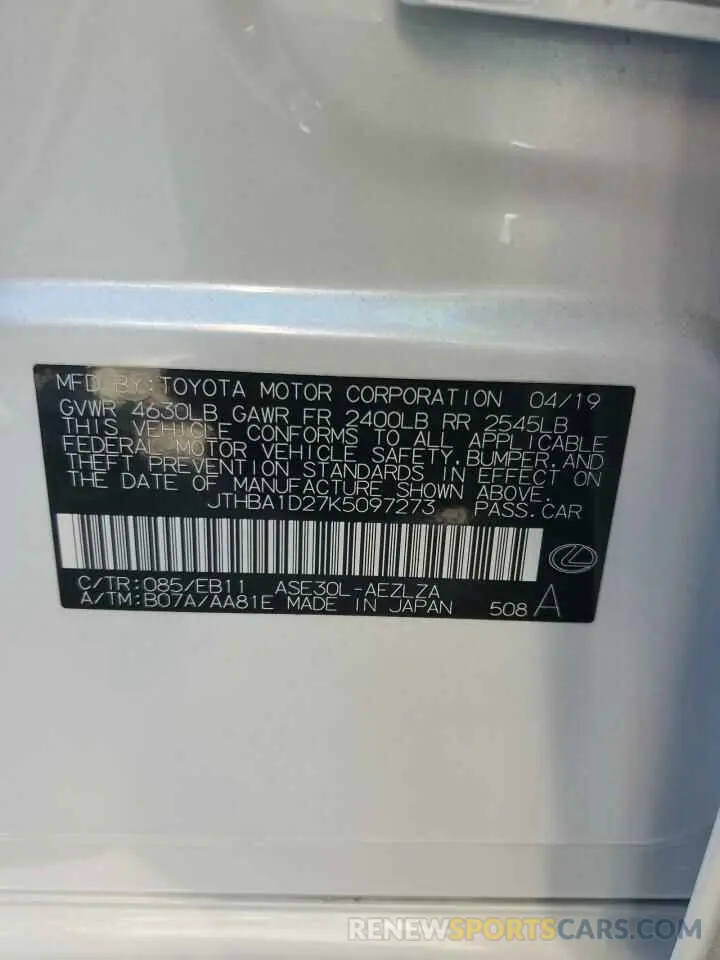 MFD BY:TOYOTA MOTOR CORPORATION 04/19
GVWR 4630LB GAWR FR 2400LB RR 2545LB
THIS VEHICLE CONFORMS TO ALL APPLICABLE
FEDERAL MOTOR VEHICLE SAFETY,BUMPER,AND
THEFT PREVENTION STANDARDS IN EFFECT ON
THE DATE OF MANUFACTURE SHOWN ABOVE.
JTHBA1D27K5097273 PASS.CAR
C/TR:085/EB11 ASE30L-AEZLZA
A/TM:B07A/AA81E MADE IN JAPAN 508 A
RENEWSPORTSCARS.COM